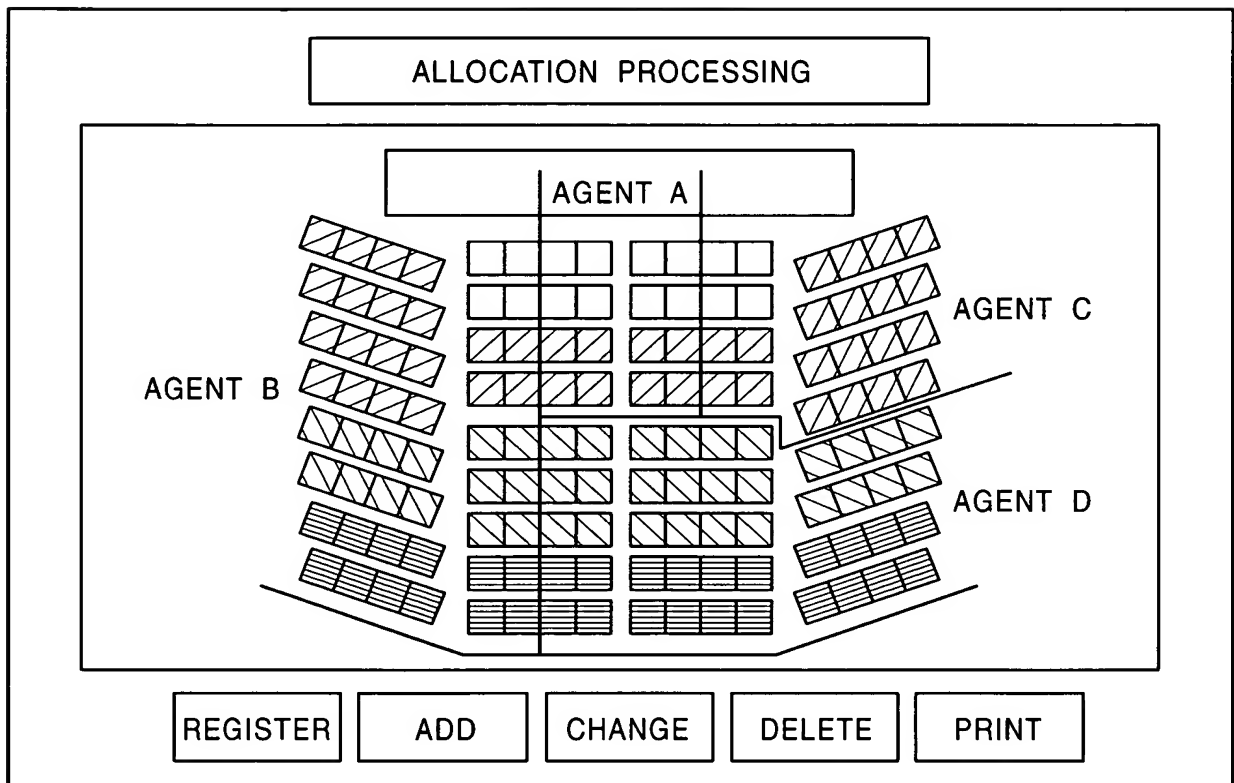 ALLOCATION PROCESSING
AGENT A
AGENT C
AGENT B
AGENT D
REGISTER
ADD
CHANGE
DELETE
PRINT